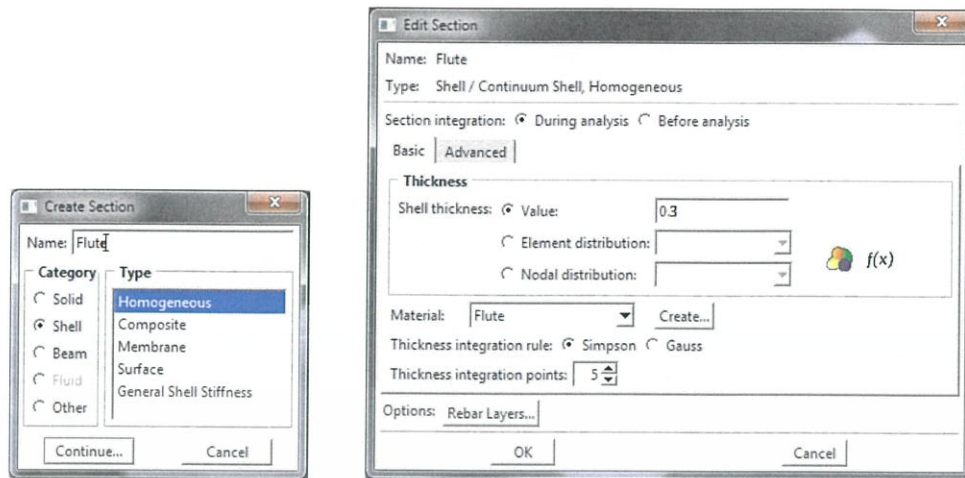 Create Section
Name: Flute
Category
Type
Solid
Shell
Beam
Fluid
Other
Homogeneous
Composite
Membrane
Surface
General Shell Stiffness
Continue...
Cancel
Edit Section
Name: Flute
Type: Shell / Continuum Shell, Homogeneous
Section integration: During analysis Before analysis
Basic Advanced
Thickness
Shell thickness: Value: 0.3
Element distribution:
Nodal distribution:
f(x)
Material: Flute Create...
Thickness integration rule: Simpson Gauss
Thickness integration points: 5
Options: Rebar Layers...
OK Cancel